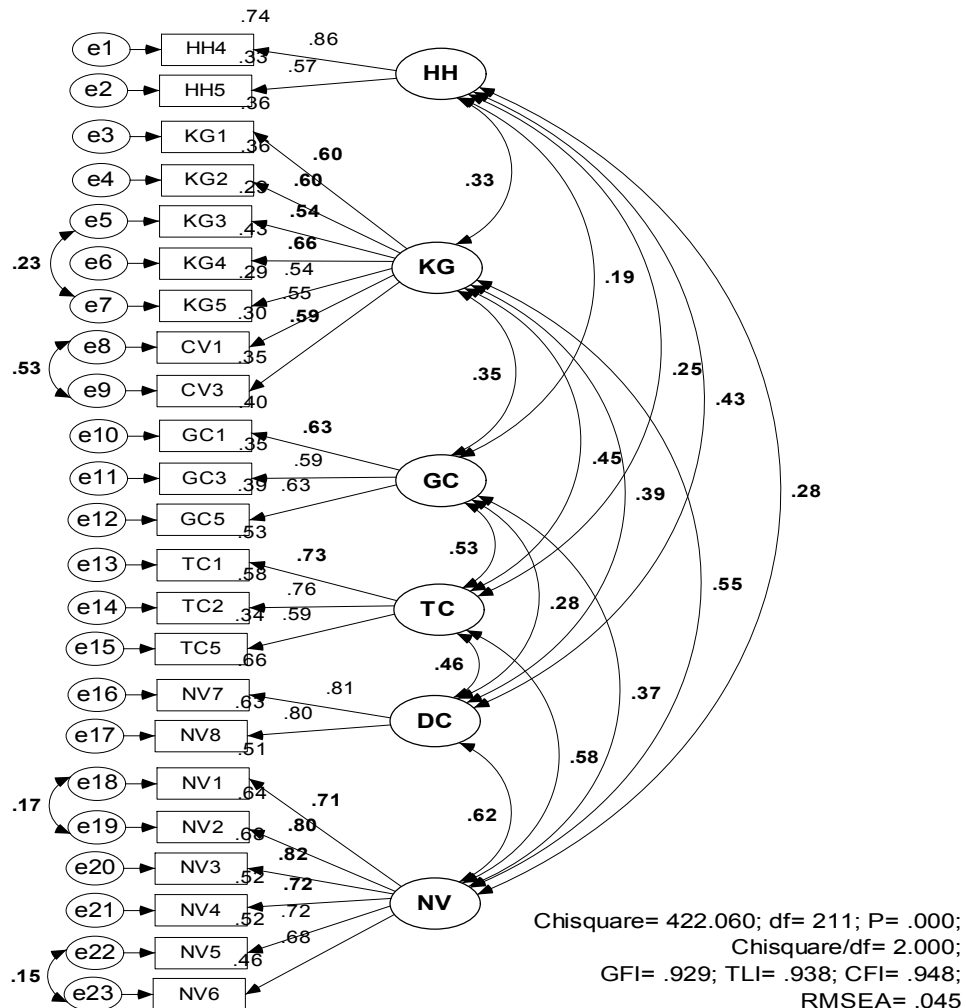 .74
e1 HH4 .86
.33 HH
e2 HH5 .57
.36
e3 KG1
.36 .60 .33
e4 KG2 .60
.29
e5 KG3 .54
.43 .66 KG
.23 e6 KG4 .54 .19
.29
e7 KG5 .55
.30 .59
e8 CV1
.53 .35 .35 .25
e9 CV3 .43
.40
e10 GC1 .63
.35 .45
e11 GC3 .59 GC .39 .28
.39 .63
e12 GC5
.53 .53
e13 TC1 .73 .55
.58 .76
e14 TC2 TC .28
.34 .59
e15 TC5
.66 .46
e16 NV7 .81 .37
.63 DC
e17 NV8 .80
.51 .58
e18 NV1 .71
.17 .64 .62
e19 NV2 .80
.68 .82
e20 NV3
.52 .72
e21 NV4 NV
.52 .72
e22 NV5 .68
.15 .46
e23 NV6
Chisquare= 422.060; df= 211; P= .000;
Chisquare/df= 2.000;
GFI= .929; TLI= .938; CFI= .948;
RMSEA= .045